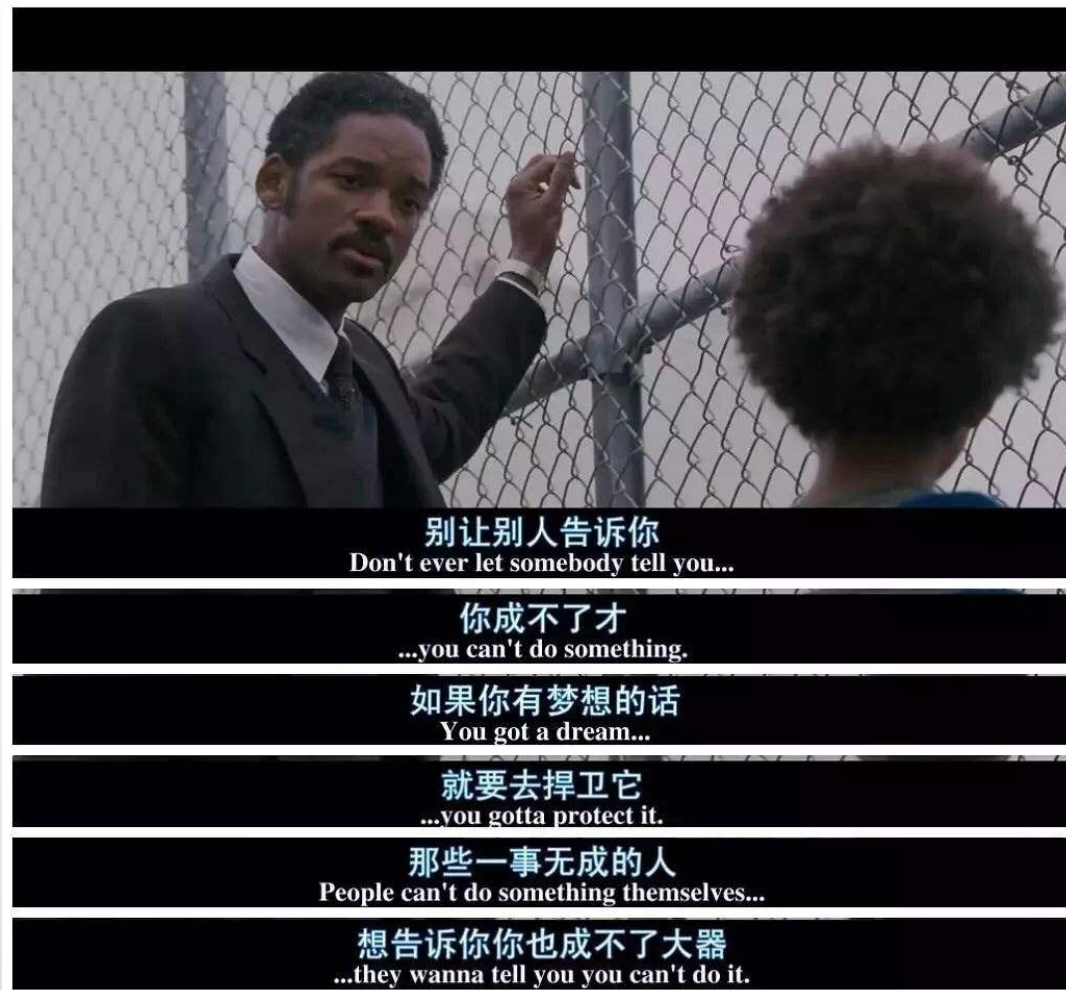 别让别人告诉你
Don't ever let somebody tell you...
你成不了才
...you can't do something.
如果你有梦想的话
You got a dream...
就要去捍卫它
...you gotta protect it.
那些一事无成的人
People can't do something themselves...
想告诉你你也成不了大器
...they wanna tell you you can't do it.